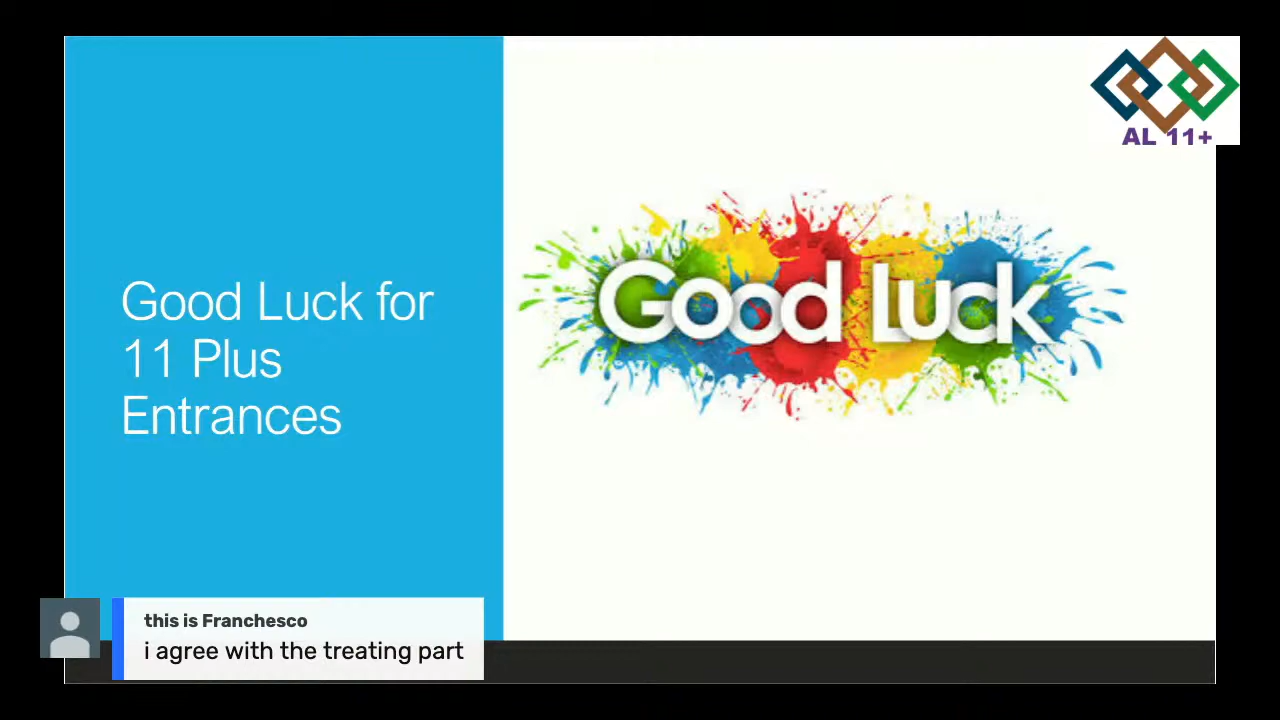 AL 11+
Good Luck for
11 Plus
Entrances
Good Luck
this is Franchesco
i agree with the treating part